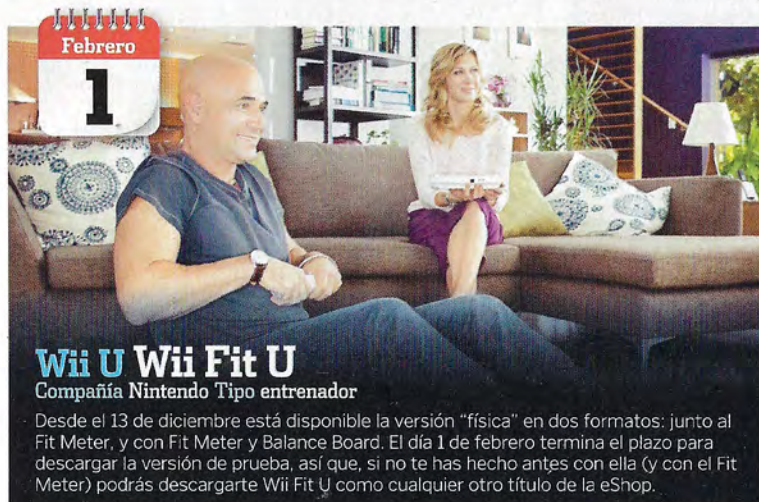 Febrero
1
Wii U Wii Fit U
Compañía Nintendo Tipo entrenador
Desde el 13 de diciembre está disponible la versión “física” en dos formatos: junto al
Fit Meter, y con Fit Meter y Balance Board. El día 1 de febrero termina el plazo para
descargar la versión de prueba, así que, si no te has hecho antes con ella (y con el Fit
Meter) podrás descargarte Wii Fit U como cualquier otro título de la eShop.